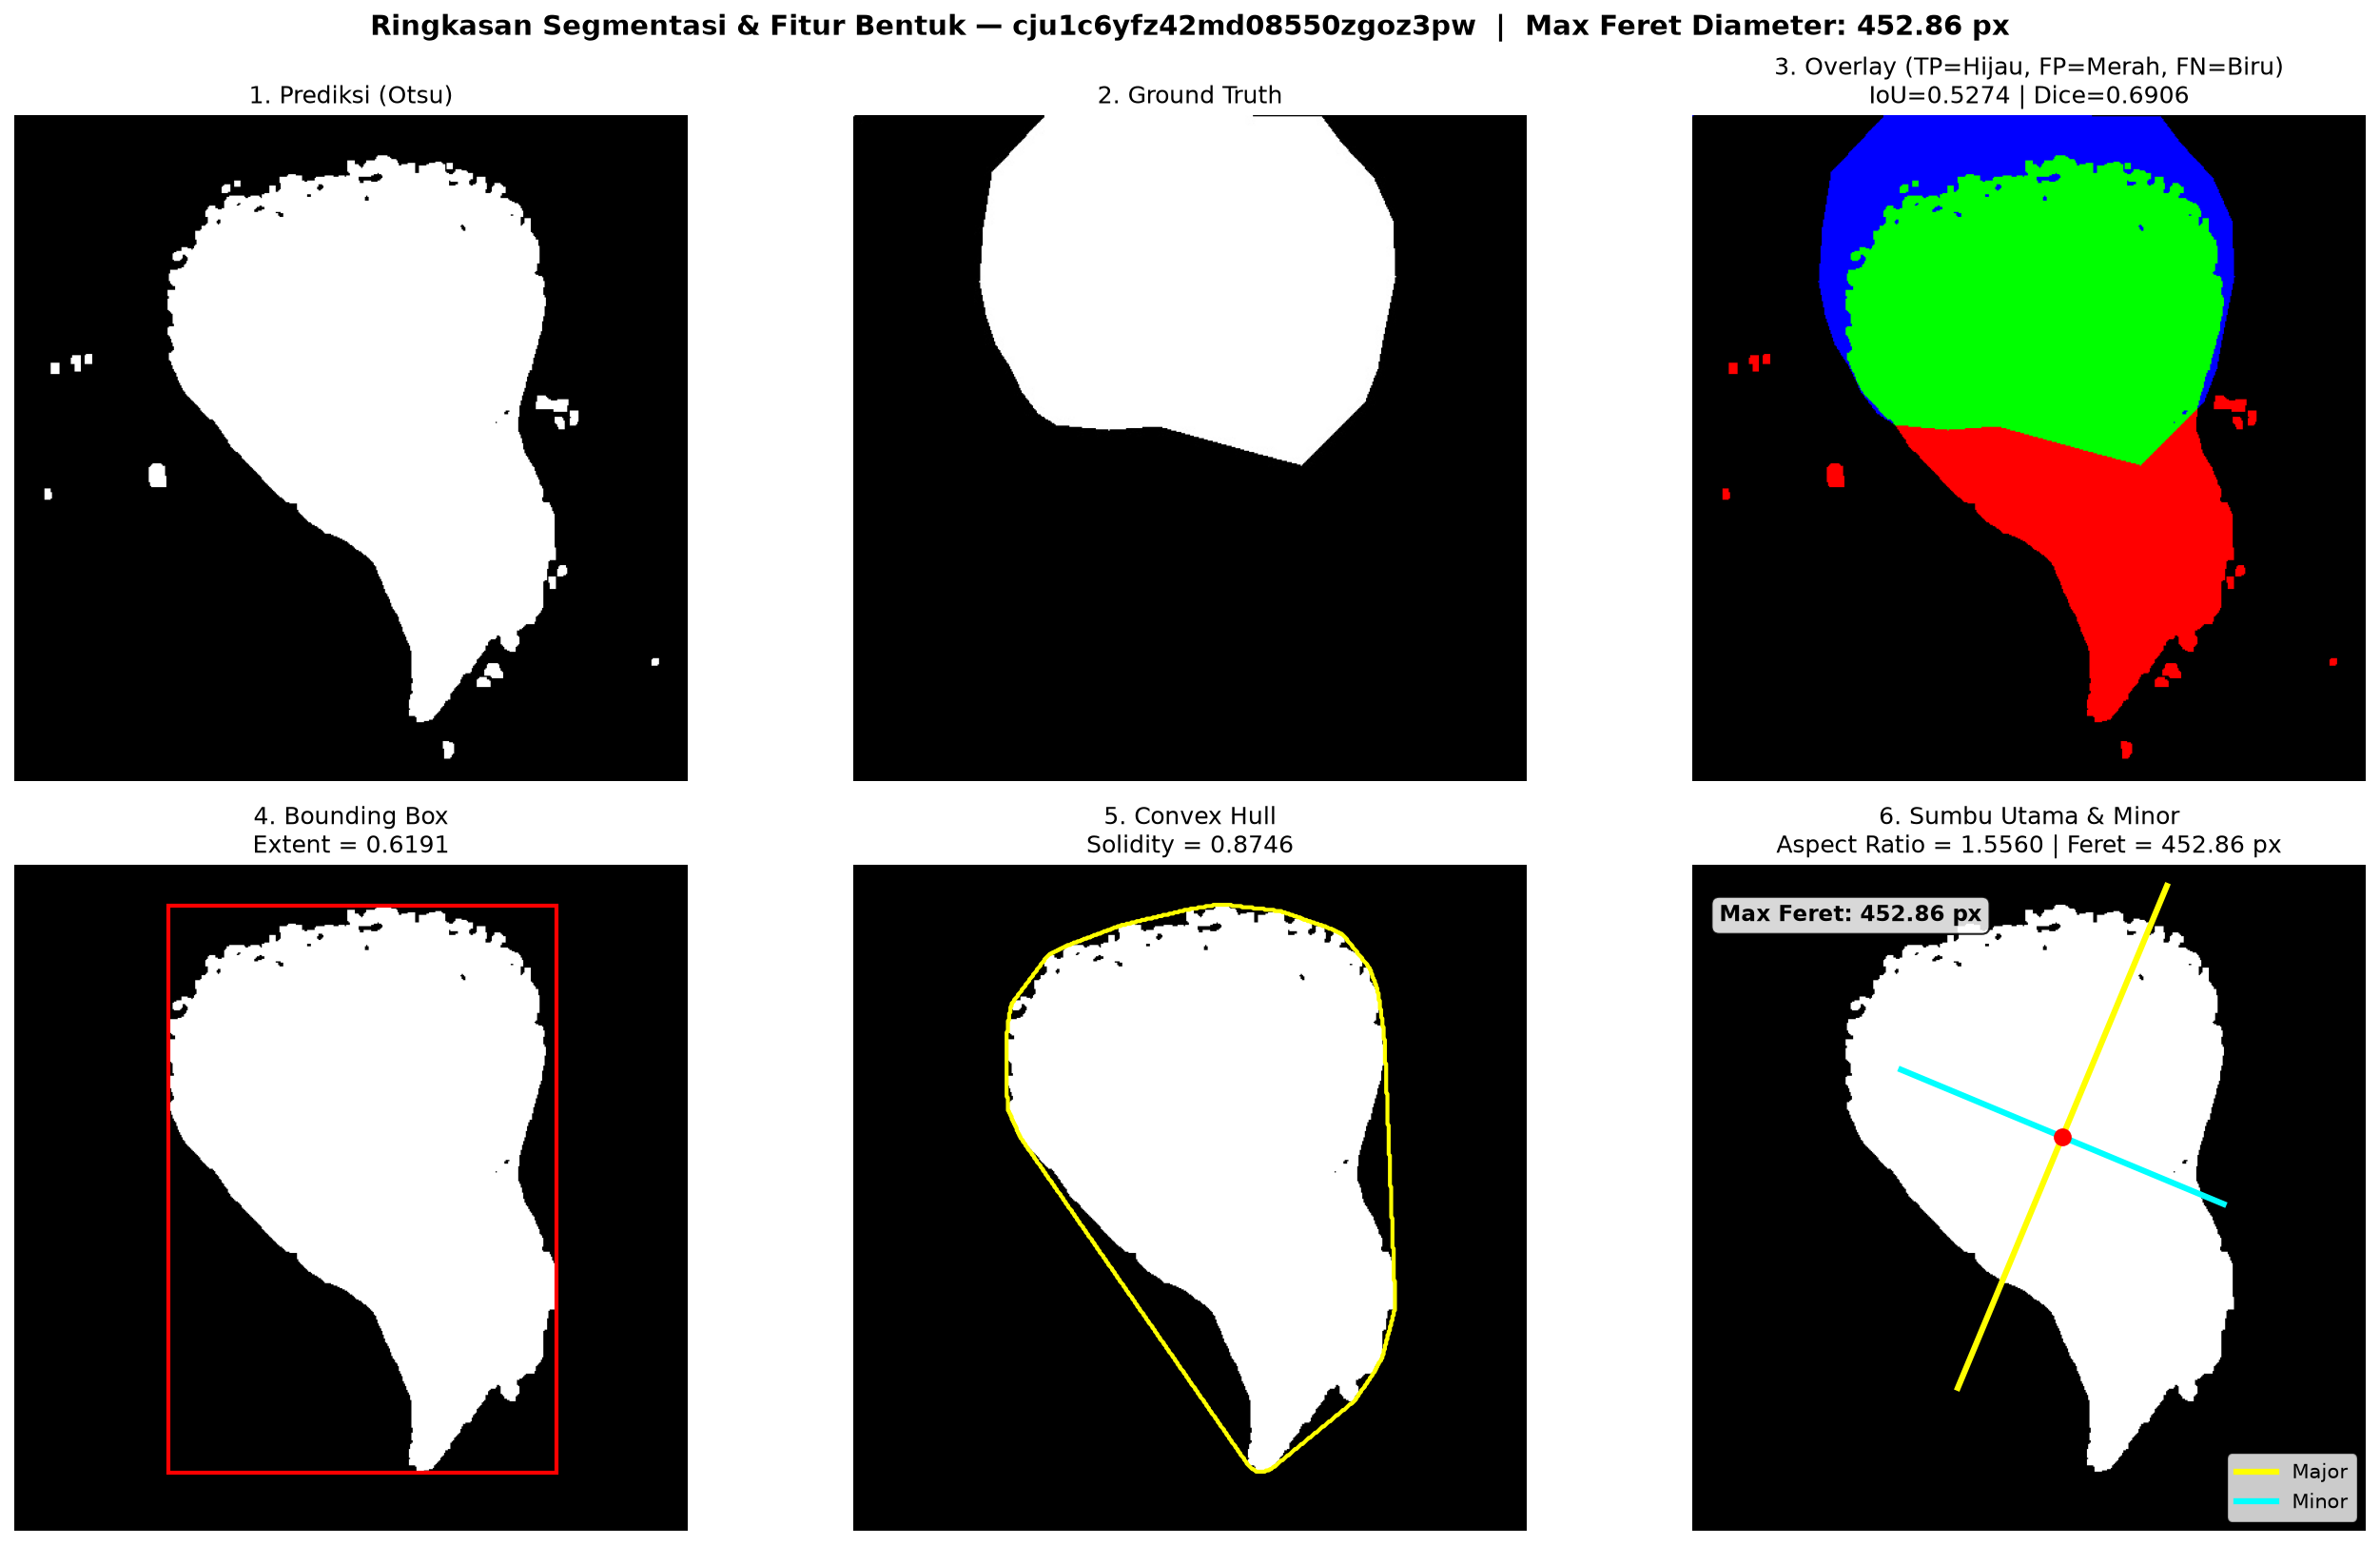 Ringkasan Segmentasi & Fitur Bentuk — cju1c6yfz42md08550zgoz3pw | Max Feret Diameter: 452.86 px
1. Prediksi (Otsu)
2. Ground Truth
3. Overlay (TP=Hijau, FP=Merah, FN=Biru)
IoU=0.5274 | Dice=0.6906
4. Bounding Box
Extent = 0.6191
5. Convex Hull
Solidity = 0.8746
6. Sumbu Utama & Minor
Aspect Ratio = 1.5560 | Feret = 452.86 px
Max Feret: 452.86 px
Major
Minor